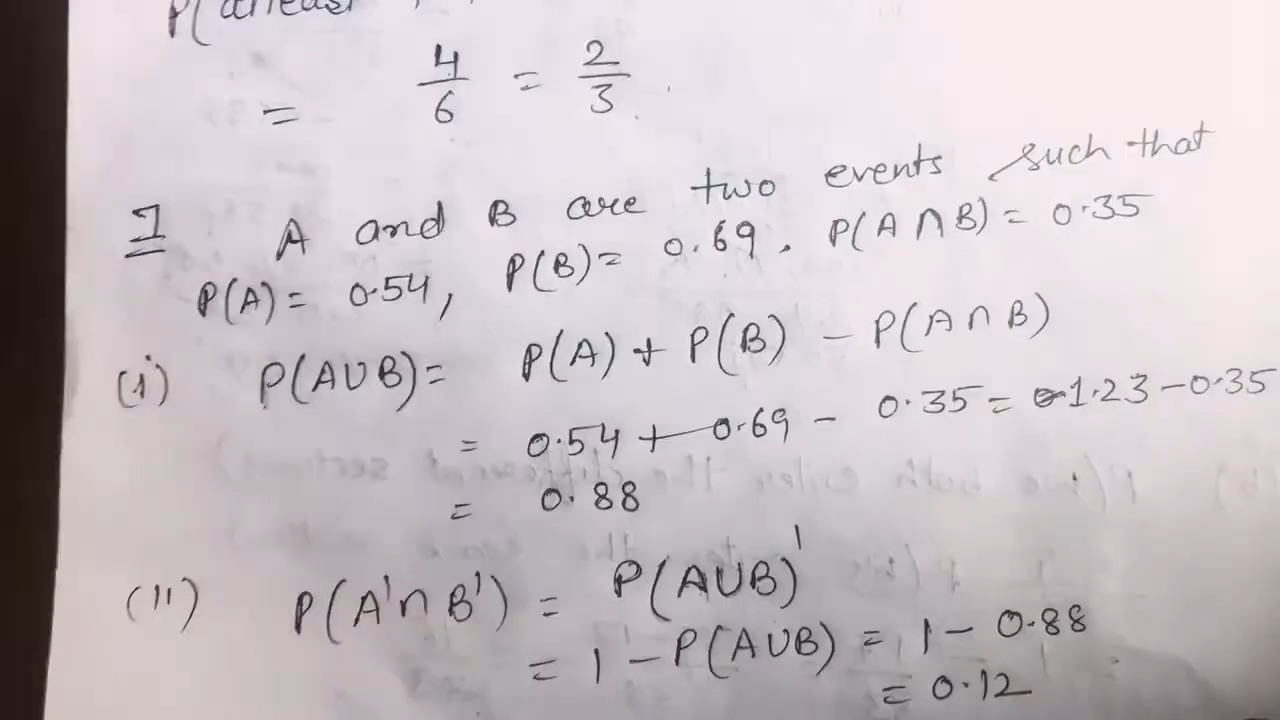 = 4/6 = 2/3.
7 A and B are two events such that
P(A) = 0.54, P(B) = 0.69. P(A ∩ B) = 0.35
(i) P(A∪B) = P(A) + P(B) - P(A ∩ B)
= 0.54 + 0.69 - 0.35 = 1.23 - 0.35
= 0.88
(ii) P(A'∩ B') = P(A∪B)'
= 1 - P(A∪B) = 1 - 0.88
= 0.12